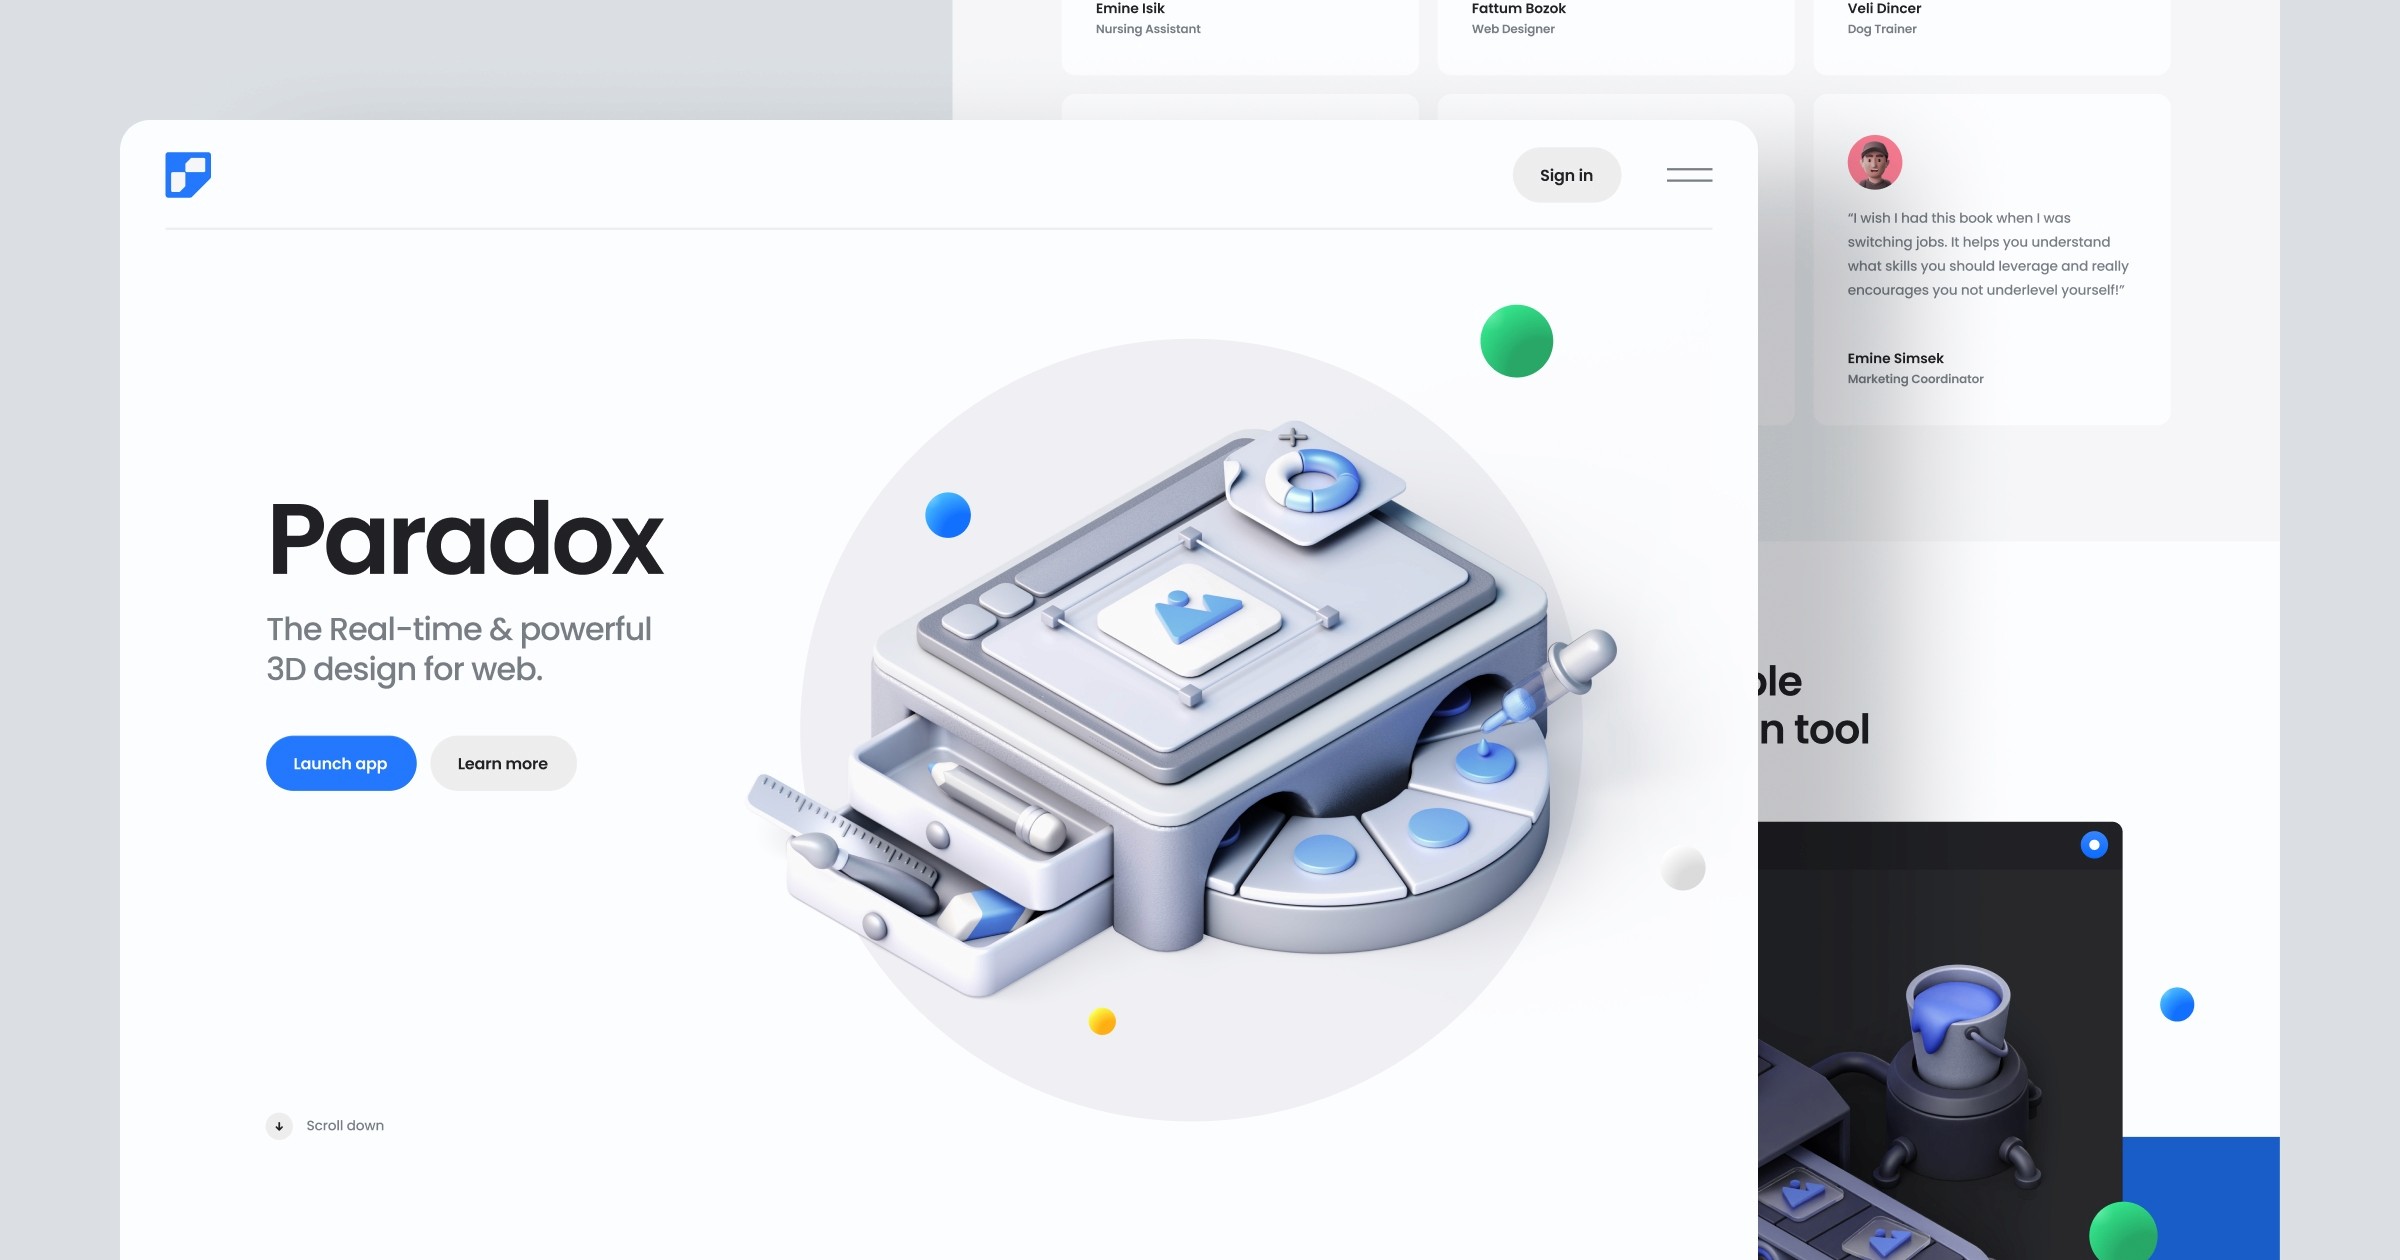 Emine Isik
Nursing Assistant
Fattum Bozok
Web Designer
Veli Dincer
Dog Trainer
Sign in
“I wish I had this book when I was
switching jobs. It helps you understand
what skills you should leverage and really
encourages you not underlevel yourself!”
Emine Simsek
Marketing Coordinator
Paradox
The Real-time & powerful
3D design for web.
Launch app
Learn more
Scroll down
tool